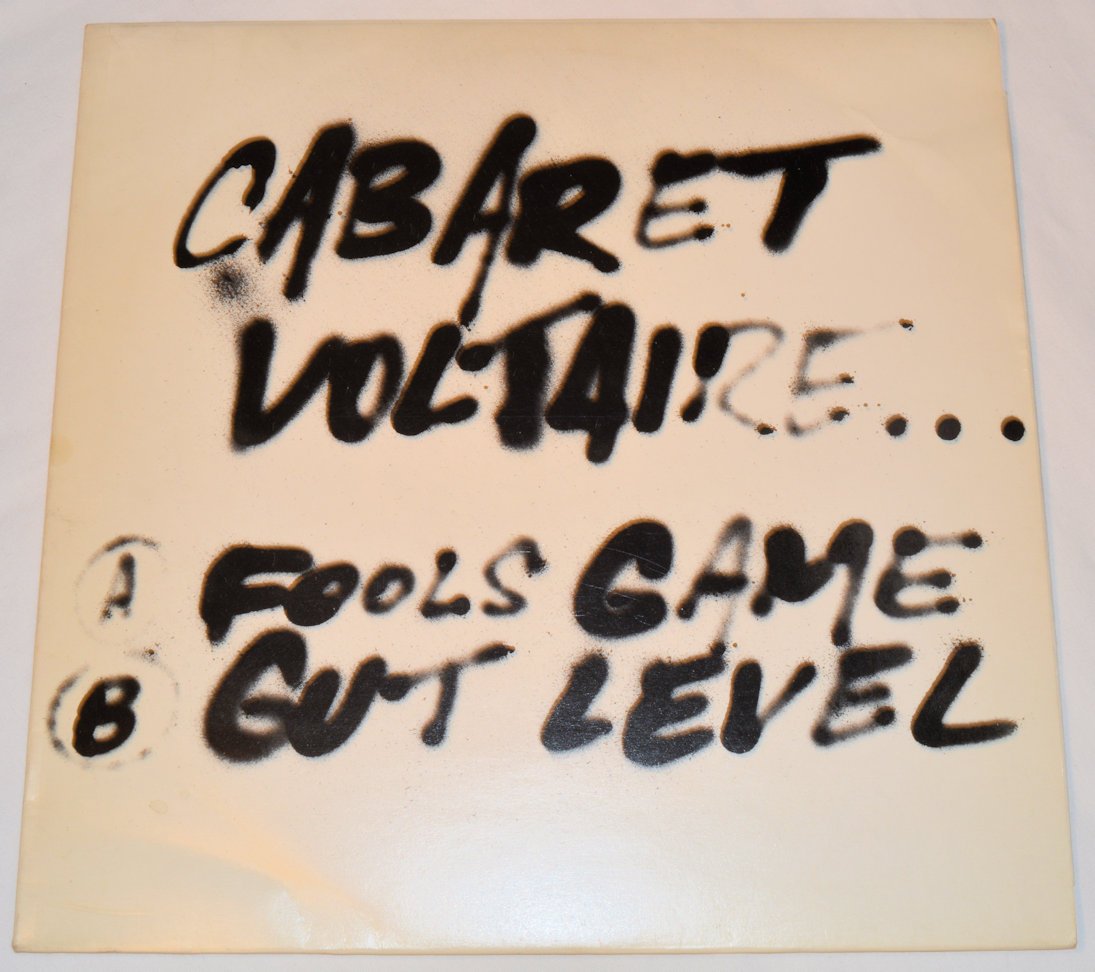 CABARET
VOLTAIRE....
A FOOLS GAME
B GUT LEVEL